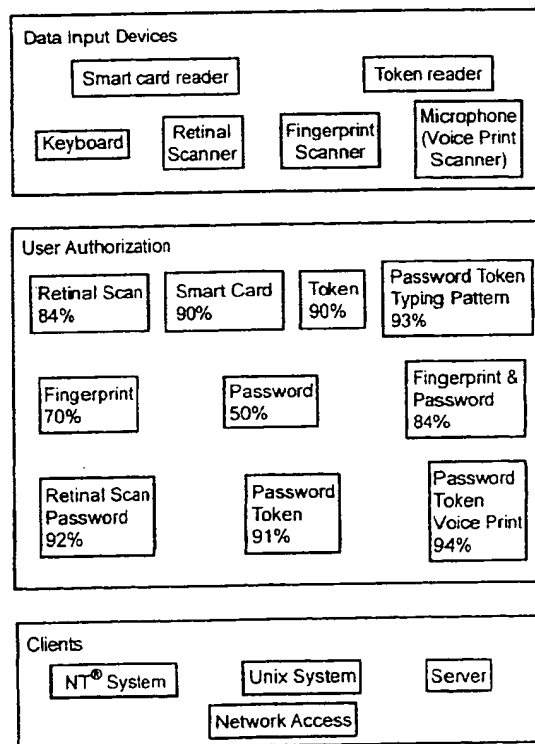 Data Input Devices
Smart card reader
Token reader
Keyboard
Retinal
Scanner
Fingerprint
Scanner
Microphone
(Voice Print
Scanner)
User Authorization
Retinal Scan
84%
Smart Card
90%
Token
90%
Password Token
Typing Pattern
93%
Fingerprint
70%
Password
50%
Fingerprint &
Password
84%
Retinal Scan
Password
92%
Password
Token
91%
Password
Token
Voice Print
94%
Clients
NT® System
Unix System
Server
Network Access